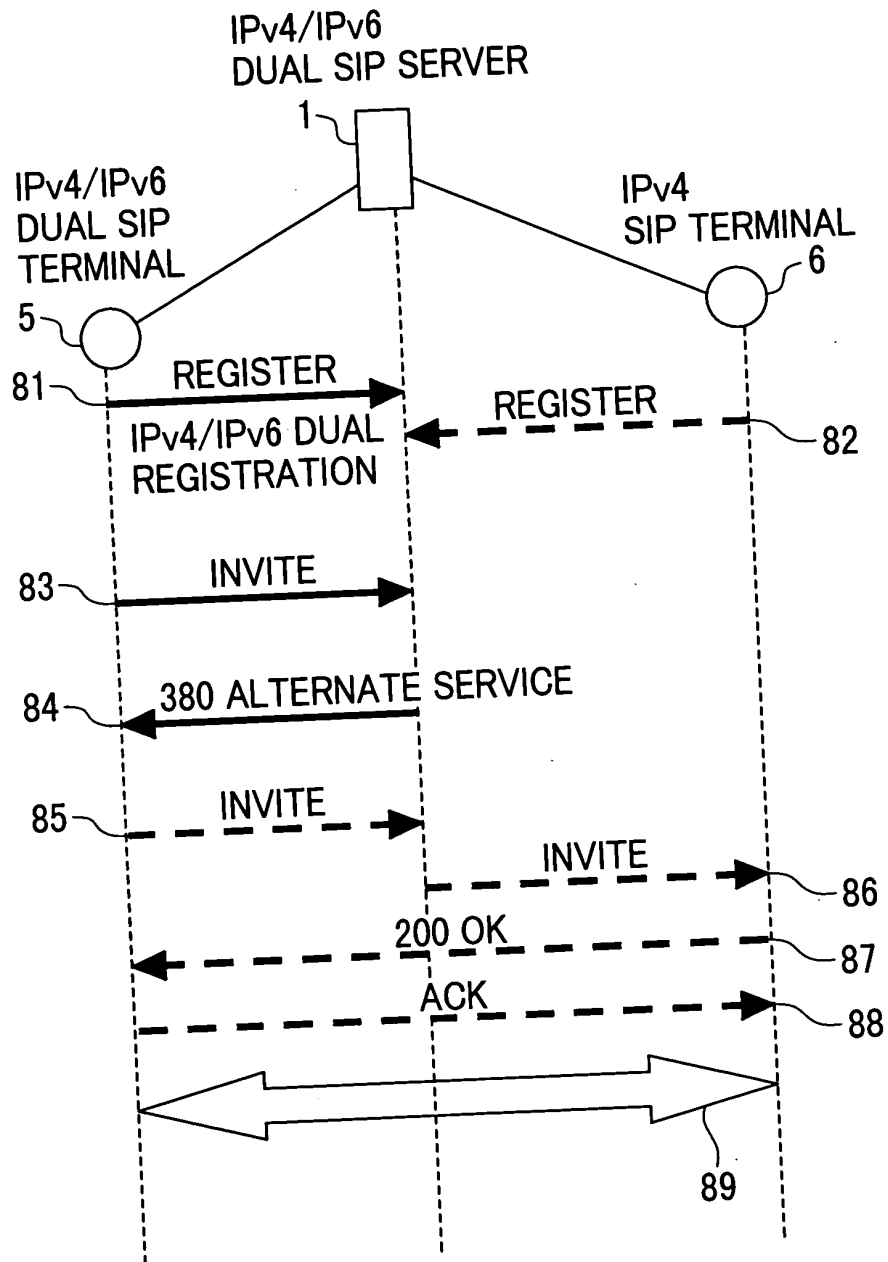 IPv4/IPv6
DUAL SIP SERVER
1
IPv4/IPv6
DUAL SIP
TERMINAL
5
IPv4
SIP TERMINAL
6
81
REGISTER
IPv4/IPv6 DUAL
REGISTRATION
REGISTER
82
83
INVITE
84
380 ALTERNATE SERVICE
85
INVITE
INVITE
86
200 OK
87
ACK
88
89